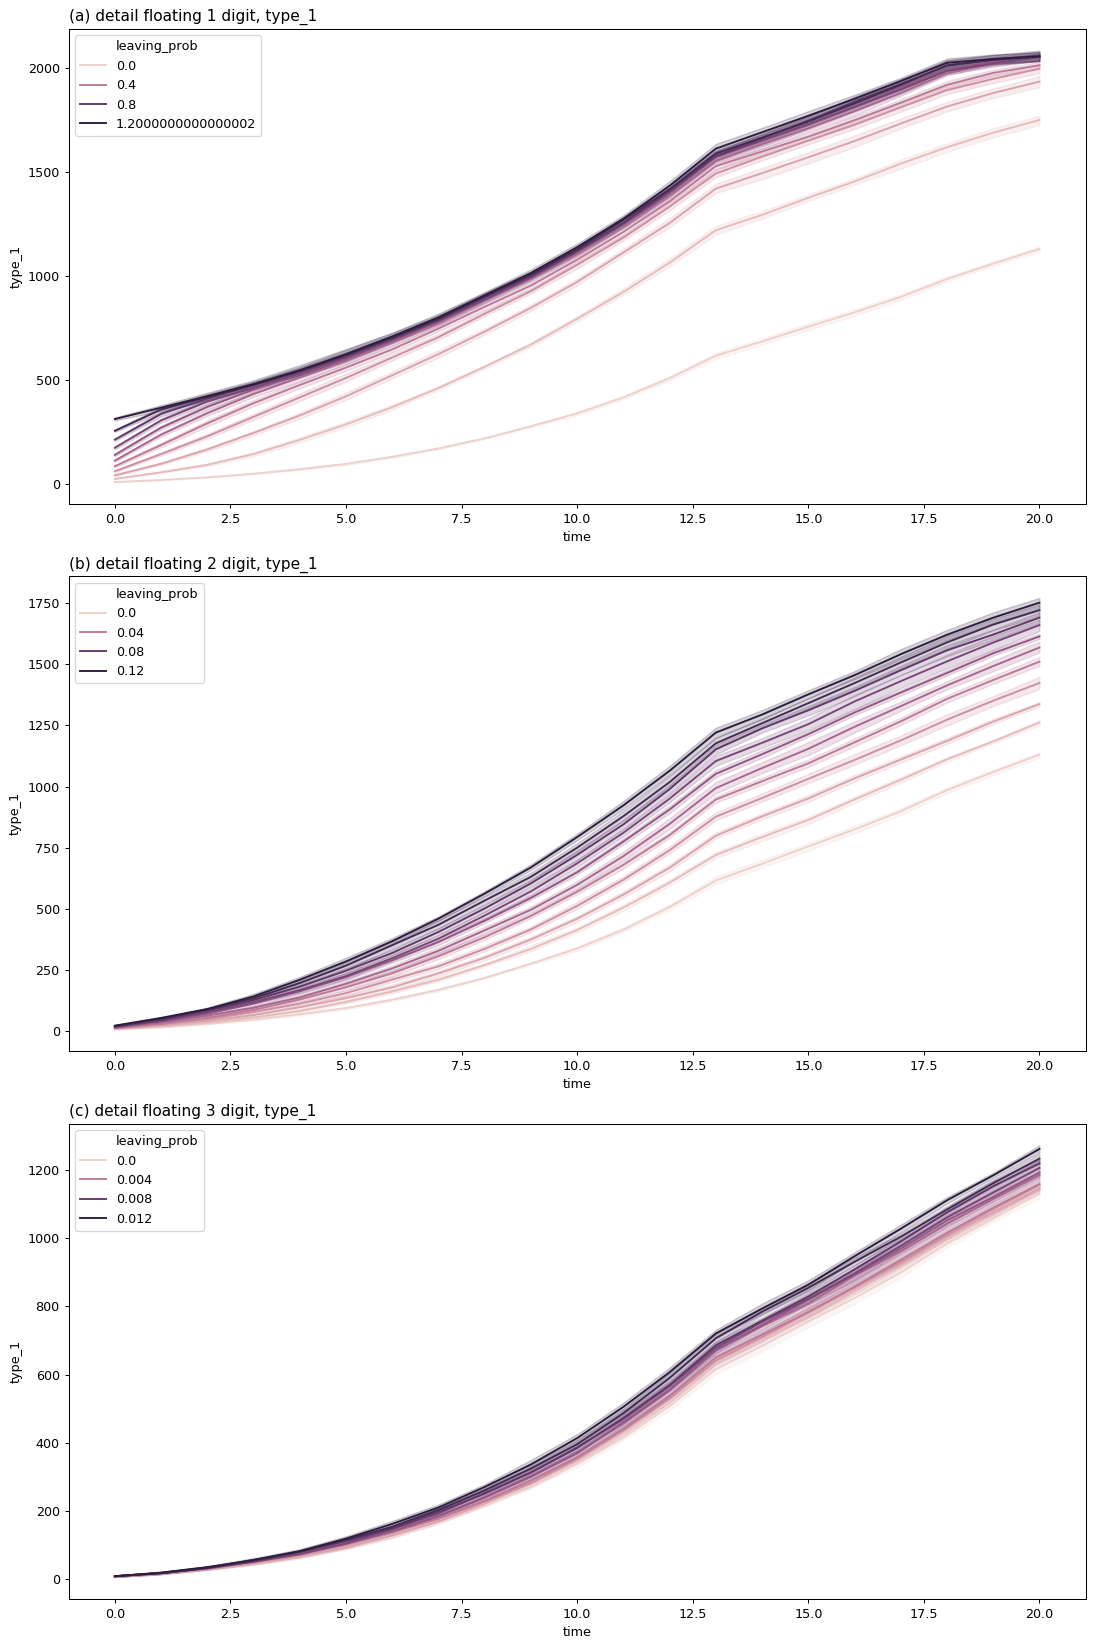 (a) detail floating 1 digit, type_1
leaving_prob
0.0
0.4
0.8
1.2000000000000002
2000
1500
1000
500
0
type_1
0.0 2.5 5.0 7.5 10.0 12.5 15.0 17.5 20.0
time
(b) detail floating 2 digit, type_1
leaving_prob
0.0
0.04
0.08
0.12
1750
1500
1250
1000
750
500
250
0
type_1
0.0 2.5 5.0 7.5 10.0 12.5 15.0 17.5 20.0
time
(c) detail floating 3 digit, type_1
leaving_prob
0.0
0.004
0.008
0.012
1200
1000
800
600
400
200
0
type_1
0.0 2.5 5.0 7.5 10.0 12.5 15.0 17.5 20.0
time